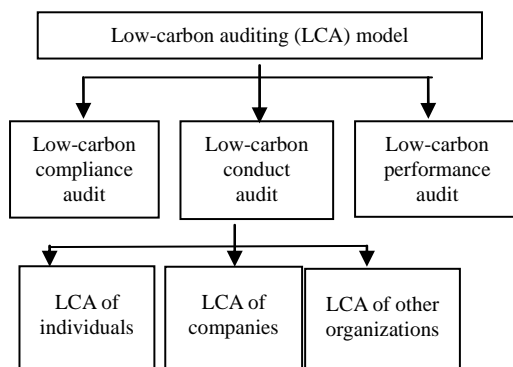 Low-carbon auditing (LCA) model
Low-carbon
compliance
audit
Low-carbon
conduct
audit
Low-carbon
performance
audit
LCA of
individuals
LCA of
companies
LCA of other
organizations